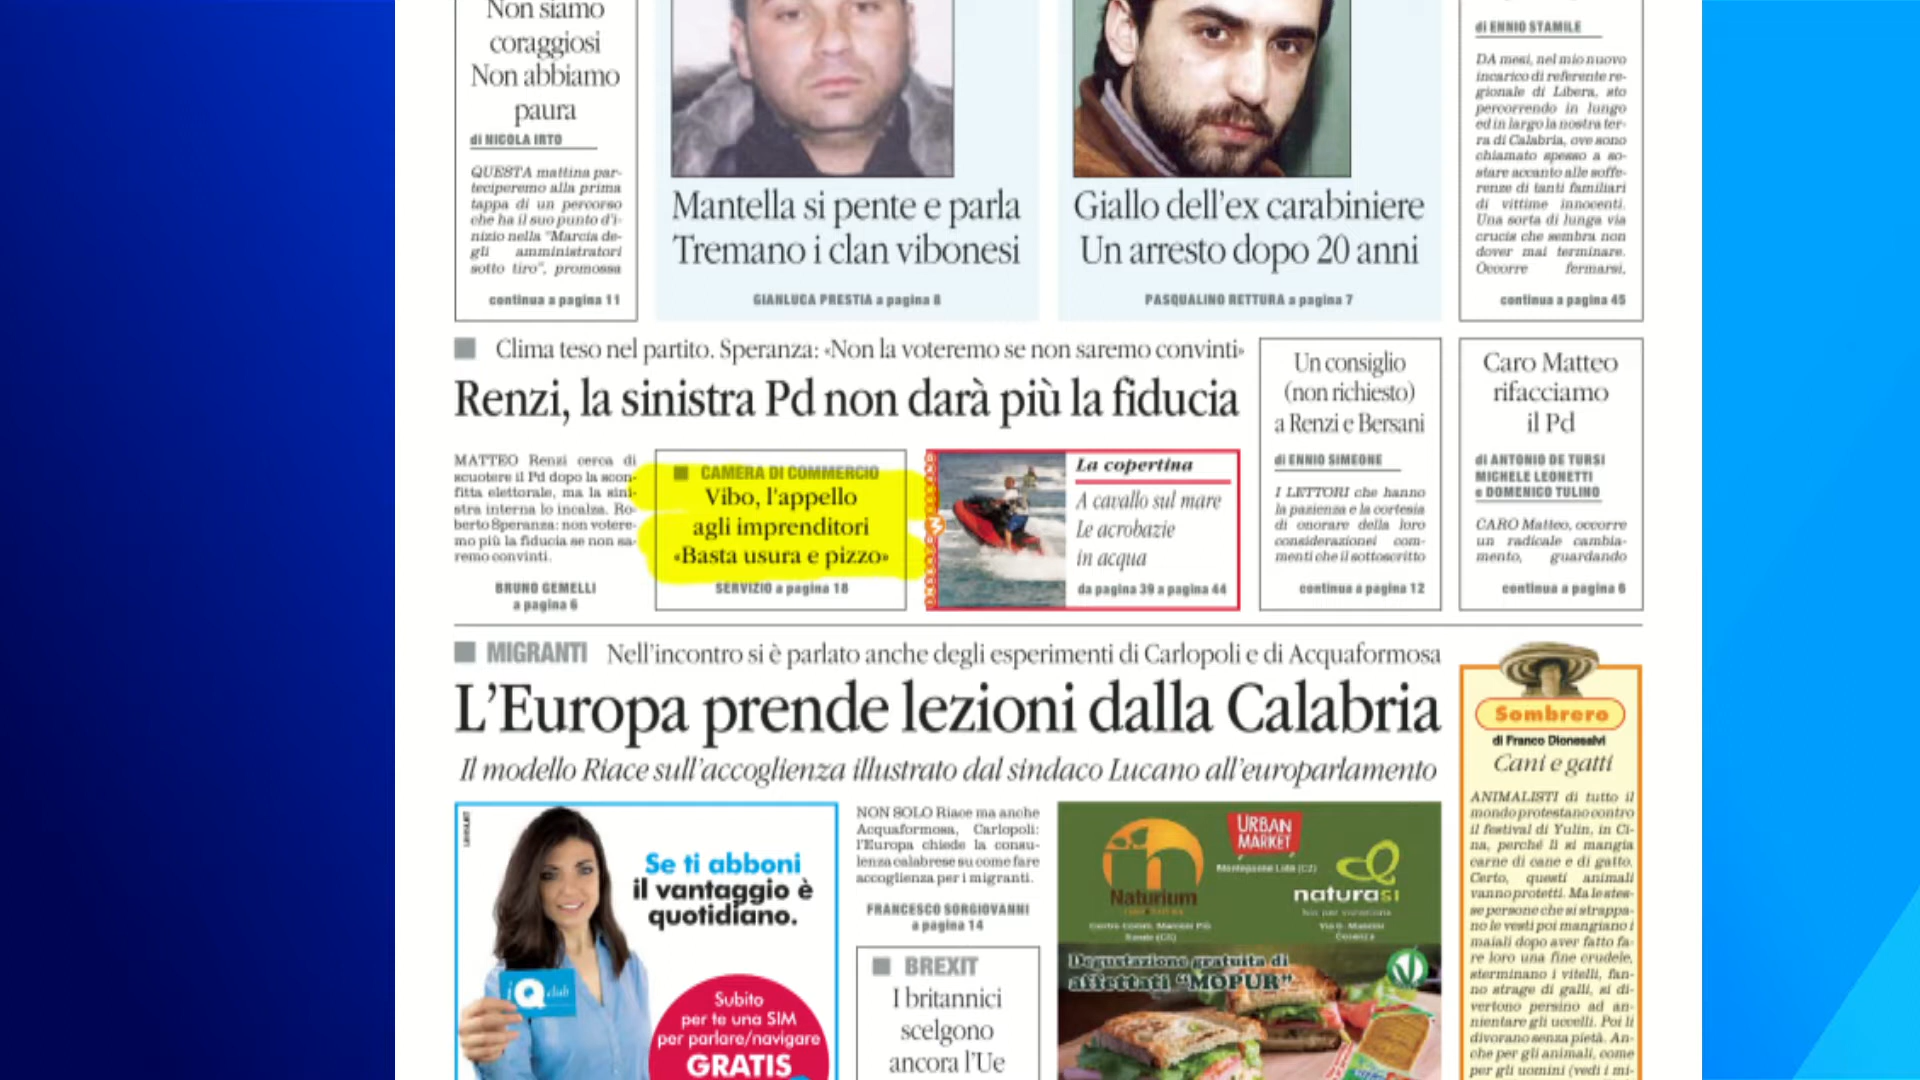 Non siamo
coraggiosi
Non abbiamo
paura
di NICOLA IRTO
QUESTA mattina par-
teciperemo alla prima
tappa di un percorso
che ha il suo punto d'i-
nizio nella "Marcia de-
gli amministratori
sotto tiro", promossa
continua a pagina 11
Mantella si pente e parla
Tremano i clan vibonesi
GIANLUCA PRESTIA a pagina 8
Giallo dell'ex carabiniere
Un arresto dopo 20 anni
PASQUALINO RETTURA a pagina 7
di ENNIO STAMILE
DA mesi, nel mio nuovo
incarico di referente re-
gionale di Libera, sto
percorrendo in lungo
ed in largo la nostra ter-
ra di Calabria, ove sono
chiamato spesso a so-
stare accanto alle soffe-
renze di tanti familiari
di vittime innocenti.
Una sorta di lunga via
crucis che sembra non
dover mai terminare.
Occorre fermarsi,
continua a pagina 45
Clima teso nel partito. Speranza: «Non la voteremo se non saremo convinti»
Renzi, la sinistra Pd non darà più la fiducia
MATTEO Renzi cerca di
scuotere il Pd dopo la scon-
fitta elettorale, ma la sini-
stra interna lo incalza. Ro-
berto Speranza: non votere-
mo più la fiducia se non sa-
remo convinti.
BRUNO GEMELLI
a pagina 6
CAMERA DI COMMERCIO
Vibo, l'appello
agli imprenditori
«Basta usura e pizzo»
SERVIZIO a pagina 18
La copertina
A cavallo sul mare
Le acrobazie
in acqua
da pagina 39 a pagina 44
Un consiglio
(non richiesto)
a Renzi e Bersani
di ENNIO SIMEONE
I LETTORI che hanno
la pazienza e la cortesia
di onorare della loro
considerazione i com-
menti che il sottoscritto
continua a pagina 12
Caro Matteo
rifacciamo
il Pd
di ANTONIO DE TURSI
MICHELE LEONETTI
e DOMENICO TULINO
CARO Matteo, occorre
un radicale cambia-
mento, guardando
continua a pagina 6
MIGRANTI Nell'incontro si è parlato anche degli esperimenti di Carlopoli e di Acquaformosa
L'Europa prende lezioni dalla Calabria
Il modello Riace sull'accoglienza illustrato dal sindaco Lucano all'europarlamento
Se ti abboni
il vantaggio è
quotidiano.
iQ club
Subito
per te una SIM
per parlare/navigare
GRATIS
NON SOLO Riace ma anche
Acquaformosa, Carlopoli:
l'Europa chiede la consu-
lenza calabrese su come fare
accoglienza per i migranti.
FRANCESCO SORGIOVANNI
a pagina 14
BREXIT
I britannici
scelgono
ancora l'Ue
Naturium
URBAN
MARKET
naturasì
Degustazione gratuita di
affettati "MOPUR"
Sombrero
di Franco Dionesalvi
Cani e gatti
ANIMALISTI di tutto il
mondo protestano contro
il festival di Yulin, in Ci-
na, perché lì si mangia
carne di cane e di gatto.
Certo, questi animali
vanno protetti. Ma le stes-
se persone che si strappa-
no le vesti poi mangiano i
maiali dopo aver fatto fa-
re loro una fine crudele,
sterminano i vitelli, fan-
no strage di galli, si di-
vertono persino ad an-
nientare gli uccelli. Poi li
divorano senza pietà. An-
che per gli animali, come
per gli uomini (vedi i mi-